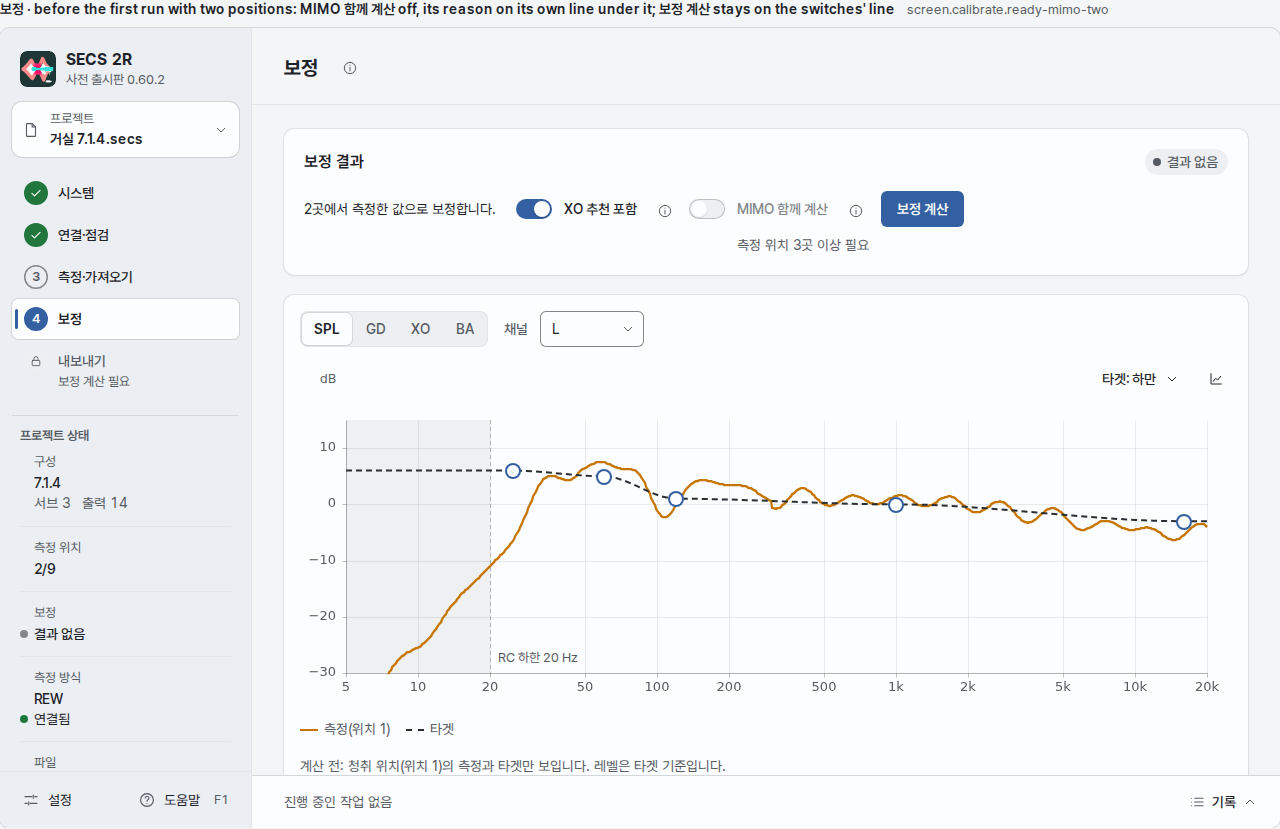 보정 · before the first run with two positions: MIMO 함께 계산 off, its reason on its own line under it; 보정 계산 stays on the switches' line screen.calibrate.ready-mimo-two
SECS 2R
사전 출시판 0.60.2
프로젝트
거실 7.1.4.secs
시스템
연결·점검
3 측정·가져오기
4 보정
내보내기
보정 계산 필요
프로젝트 상태
구성
7.1.4
서브 3 출력 14
측정 위치
2/9
보정
결과 없음
측정 방식
REW
연결됨
파일
설정
도움말 F1
보정
보정 결과
결과 없음
2곳에서 측정한 값으로 보정합니다.
XO 추천 포함
MIMO 함께 계산
보정 계산
측정 위치 3곳 이상 필요
SPL GD XO BA
채널
L
dB
타겟: 하만
10
0
−10
−20
−30
RC 하한 20 Hz
5 10 20 50 100 200 500 1k 2k 5k 10k 20k
측정(위치 1) 타겟
계산 전: 청취 위치(위치 1)의 측정과 타겟만 보입니다. 레벨은 타겟 기준입니다.
진행 중인 작업 없음
기록